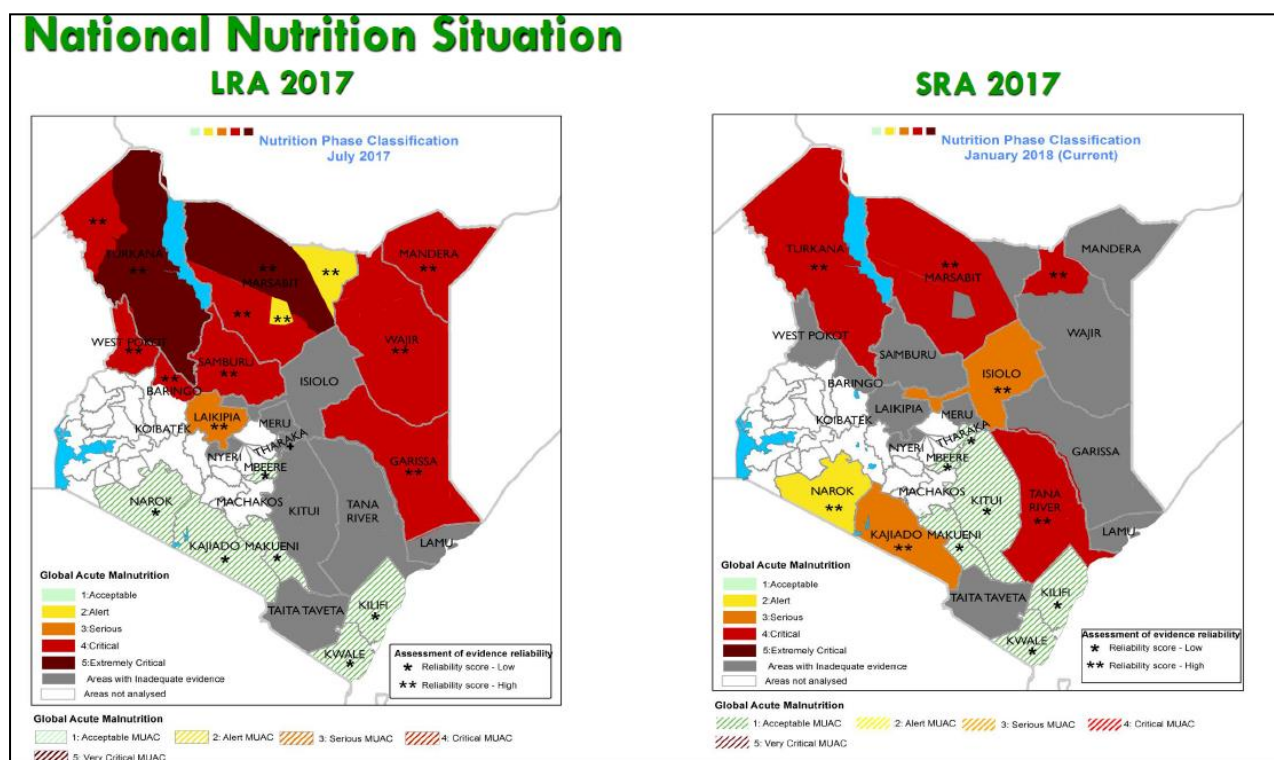 National Nutrition Situation
LRA 2017
Nutrition Phase Classification
July 2017
**
TURKANA
**
**
MARSABIT
**
MANDERA
**
**
**
WEST POKOT
**
WAJIR
**
SAMBURU
**
**
BARINGO
ISIOLO
LAIKIPIA
**
MERU
KOIBATEK
THARAKA
*
NYERI
MBEERE
*
GARISSA
**
MACHAKOS
NAROK
*
KITUI
TANA
RIVER
KAJIADO
*
MAKUENI
*
LAMU
TAITA TAVETA
KILIFI
*
KWALE
*
Global Acute Malnutrition
1:Acceptable
2:Alert
3:Serious
4:Critical
5:Extremely Critical
Areas with Inadequate evidence
Areas not analysed
Assessment of evidence reliability
* Reliability score - Low
** Reliability score - High
Global Acute Malnutrition
1: Acceptable MUAC
2: Alert MUAC
3: Serious MUAC
4: Critical MUAC
5: Very Critical MUAC
SRA 2017
Nutrition Phase Classification
January 2018 (Current)
TURKANA
**
**
MARSABIT
MANDERA
**
WEST POKOT
WAJIR
SAMBURU
ISIOLO
**
BARINGO
LAIKIPIA
MERU
KOIBATEK
THARAKA
*
NYERI
MBEERE
*
GARISSA
MACHAKOS
NAROK
**
KITUI
*
TANA
RIVER
**
KAJIADO
**
MAKUENI
*
LAMU
TAITA TAVETA
KILIFI
*
KWALE
*
Global Acute Malnutrition
1:Acceptable
2:Alert
3:Serious
4:Critical
5:Extremely Critical
Areas with Inadequate evidence
Areas not analysed
Assessment of evidence reliability
* Reliability score - Low
** Reliability score - High
Global Acute Malnutrition
1: Acceptable MUAC
2: Alert MUAC
3: Serious MUAC
4: Critical MUAC
5: Very Critical MUAC